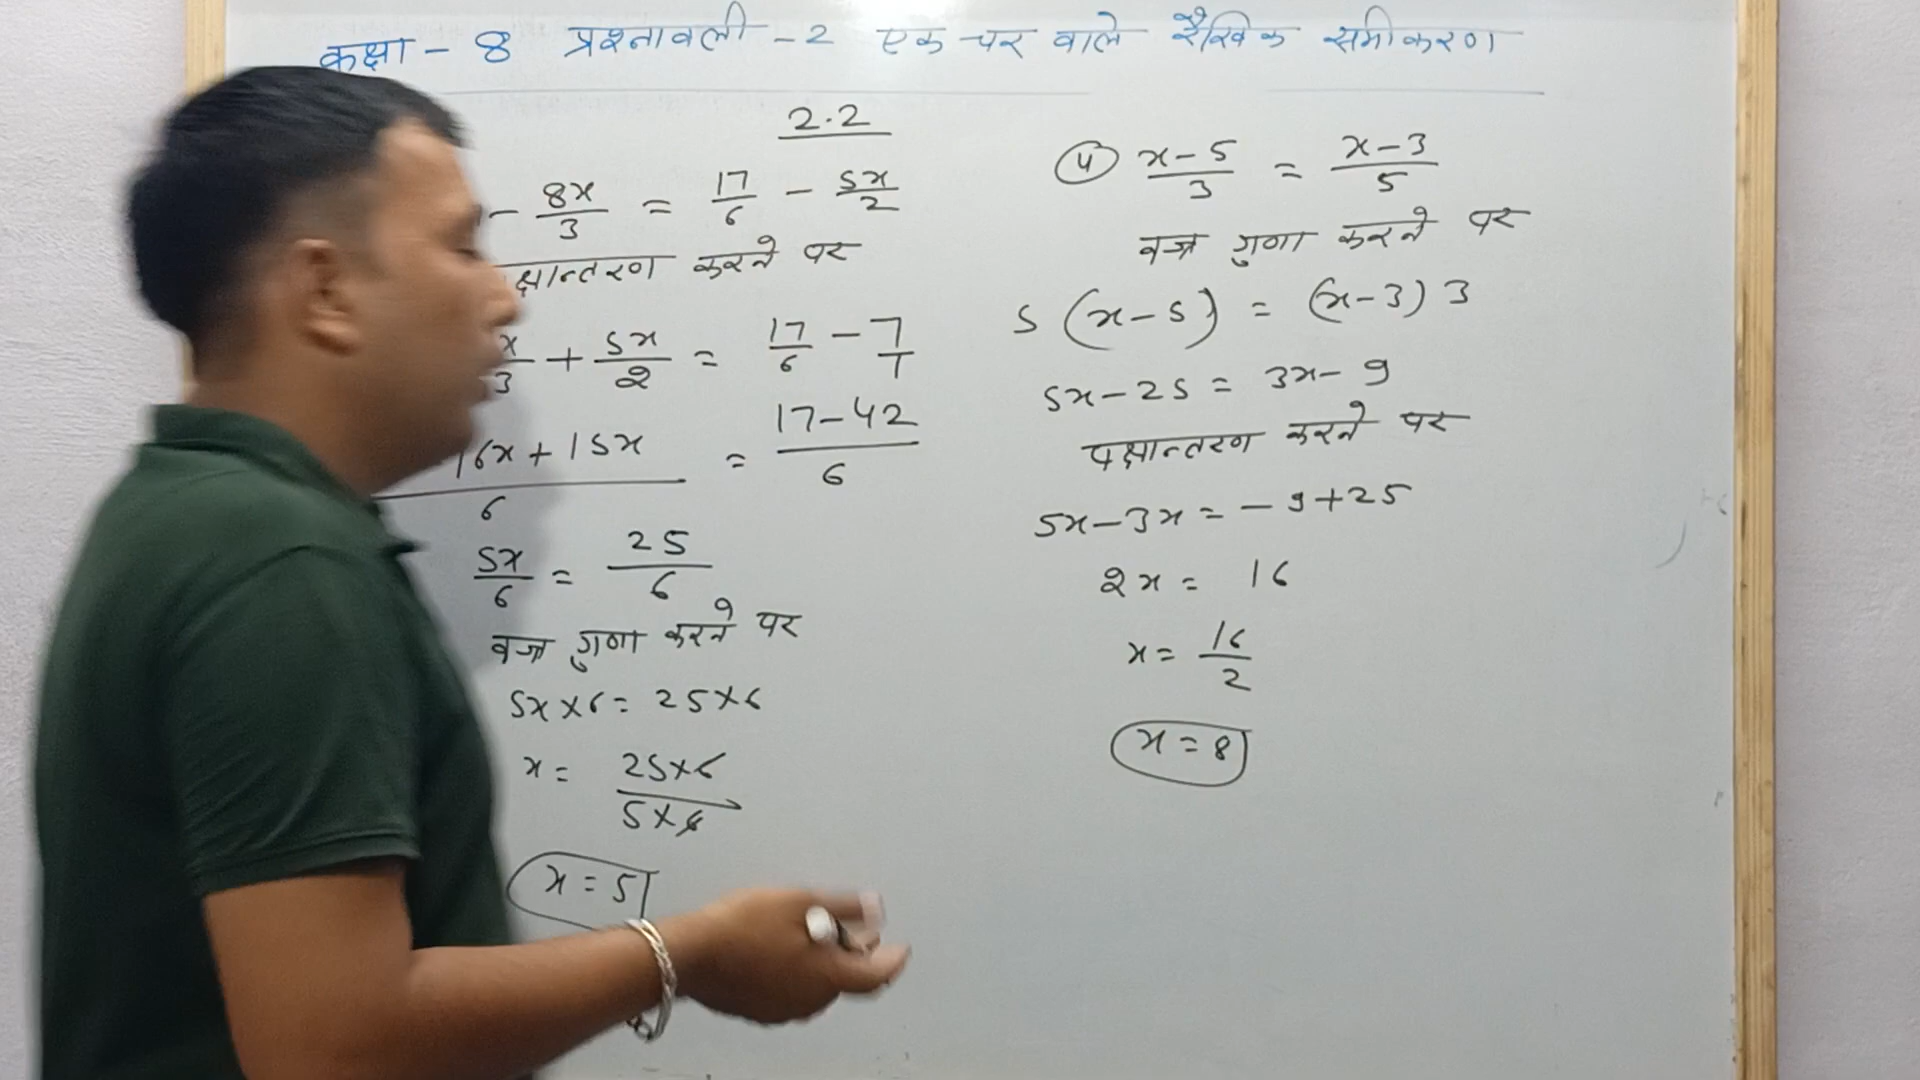 कक्षा - 8 प्रश्नावली - 2 एक चर वाले रैखिक समीकरण
2.2
- 8x/3 = 17/6 - 5x/2
क्षान्तरण करने पर
x/3 + 5x/2 = 17/6 - 7/1
16x + 15x / 6 = 17 - 42 / 6
5x/6 = 25/6
वज्र गुणा करने पर
5x × 6 = 25 × 6
x = 25 × 6 / 5 × 6
x = 5
(4) x - 5 / 3 = x - 3 / 5
वज्र गुणा करने पर
5 (x - 5) = (x - 3) 3
5x - 25 = 3x - 9
पक्षान्तरण करने पर
5x - 3x = - 9 + 25
2x = 16
x = 16/2
x = 8